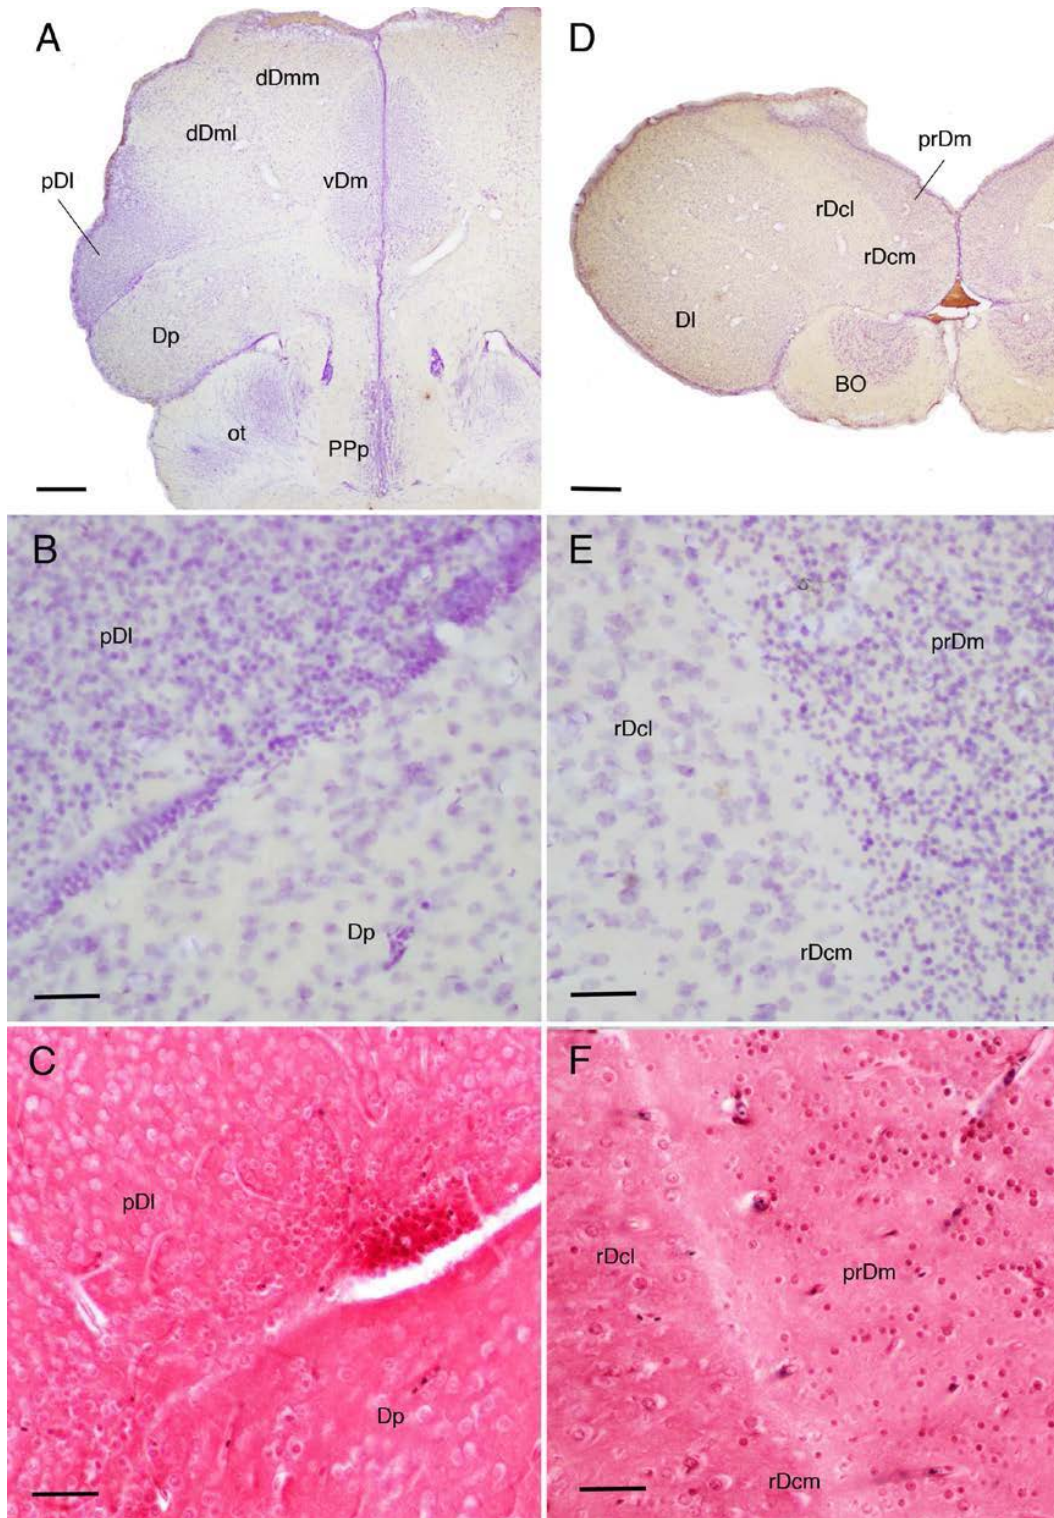 A
dDmm
dDml
pDl
vDm
Dp
ot
PPp
D
prDm
rDcl
rDcm
Dl
BO
B
pDl
Dp
E
prDm
rDcl
rDcm
C
pDl
Dp
F
rDcl
prDm
rDcm